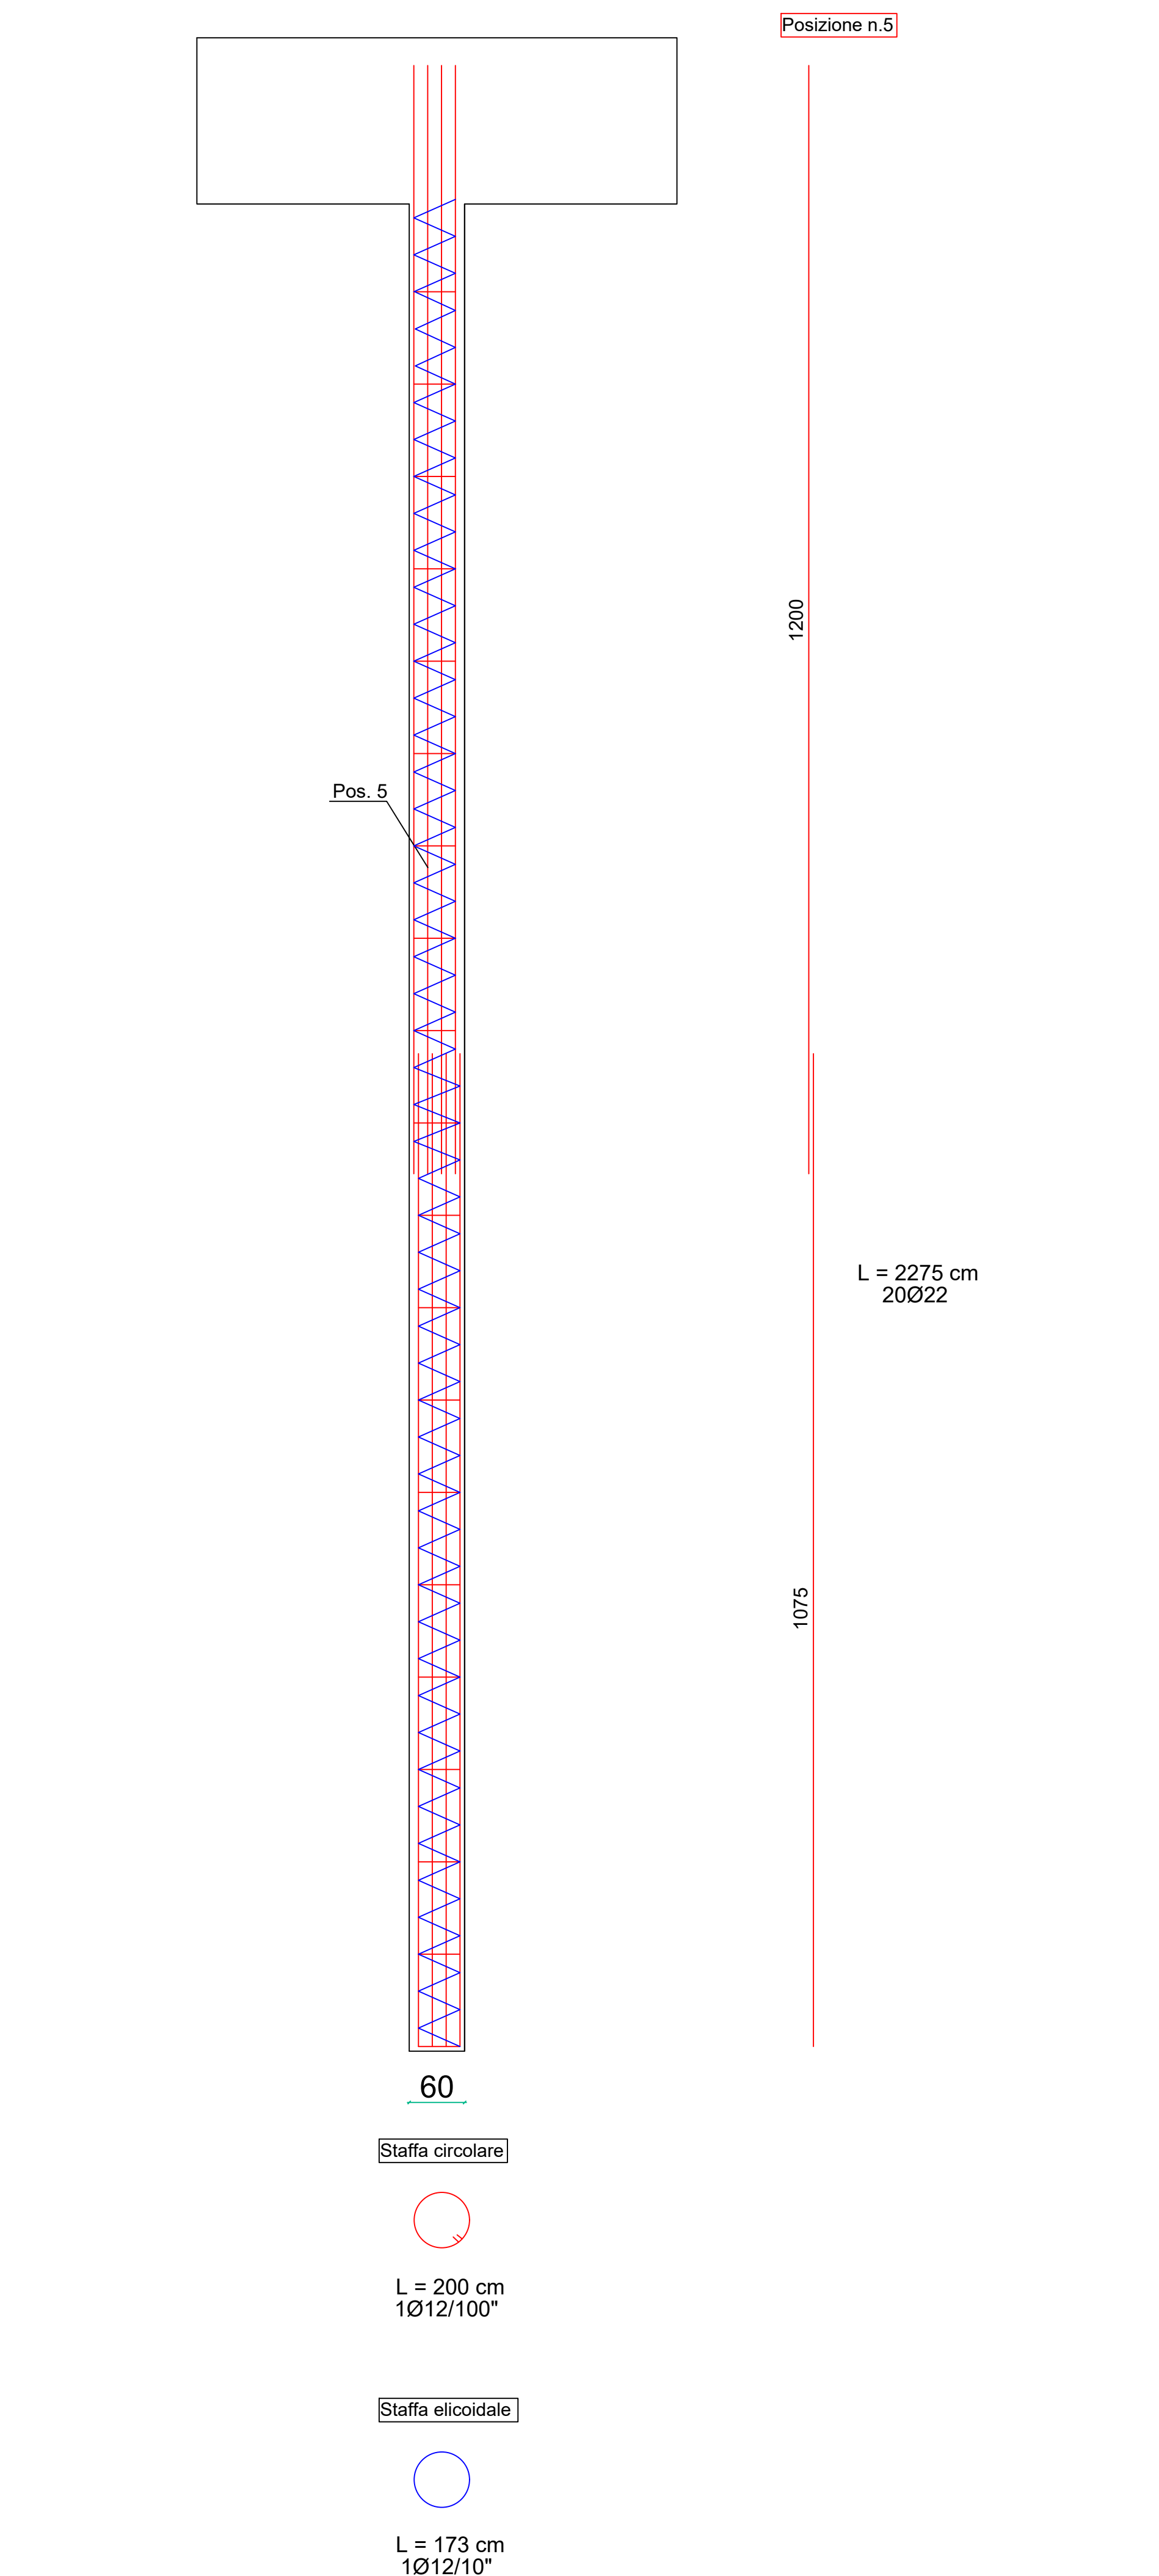 Posizione n.5
1200
Pos. 5
L = 2275 cm
20Ø22
1075
60
Staffa circolare
L = 200 cm
1Ø12/100"
Staffa elicoidale
L = 173 cm
1Ø12/10"